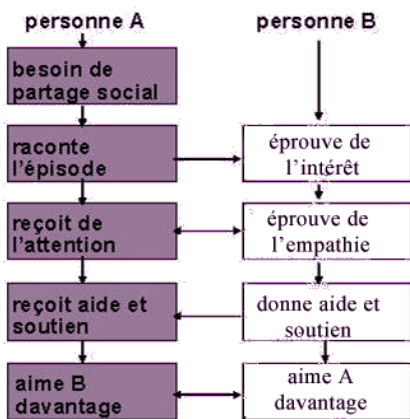 personne A
personne B
besoin de
partage social
raconte
l'épisode
éprouve de
l'intérêt
reçoit de
l'attention
éprouve de
l'empathie
reçoit aide et
soutien
donne aide et
soutien
aime B
davantage
aime A
davantage